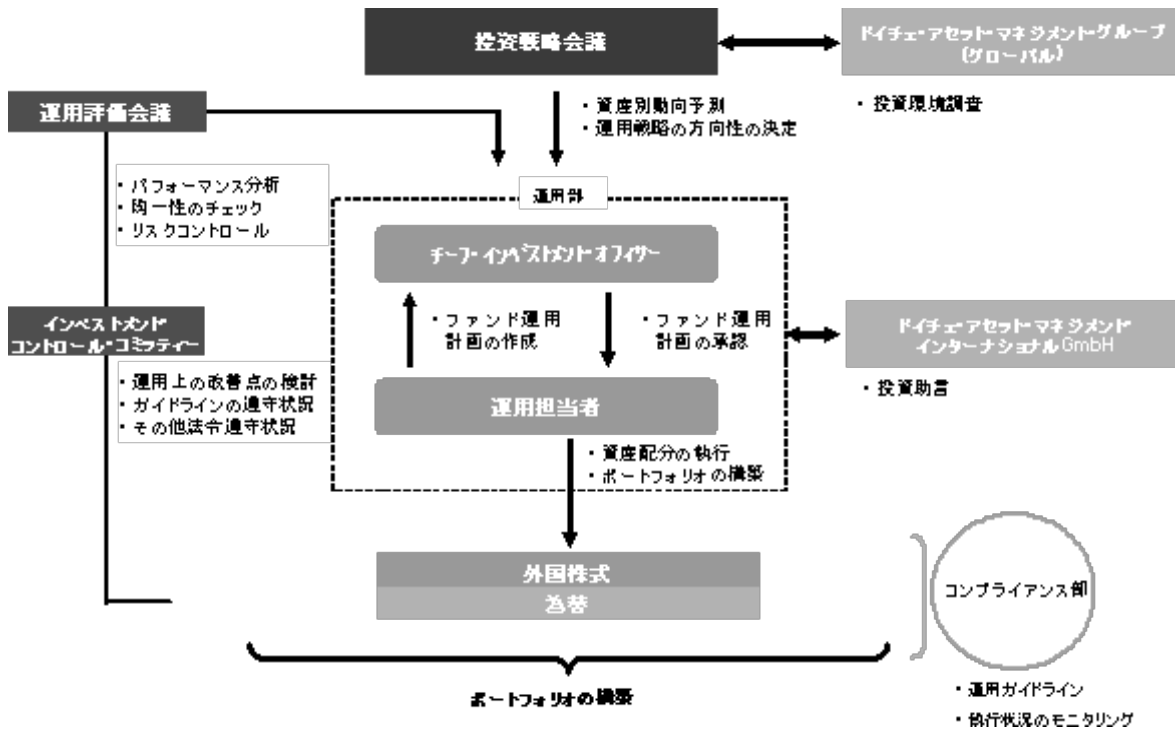 投資戦略会議
ドイチェ・アセット・マネジメント・グループ
(グローバル)
・投資環境調査
・資産別動向予測
・運用戦略の方向性の決定
運用評価会議
・パフォーマンス分析
・均一性のチェック
・リスクコントロール
運用部
チーフ・インベストメント・オフィサー
・ファンド運用
計画の作成
・ファンド運用
計画の承認
インベストメント
コントロール・コミッティー
・運用上の改善点の検討
・ガイドラインの遵守状況
・その他法令遵守状況
ドイチェ・アセット・マネジメント
インターナショナルGmbH
・投資助言
運用担当者
・資産配分の執行
・ポートフォリオの構築
外国株式
為替
コンプライアンス部
・運用ガイドライン
・執行状況のモニタリング
ポートフォリオの構築